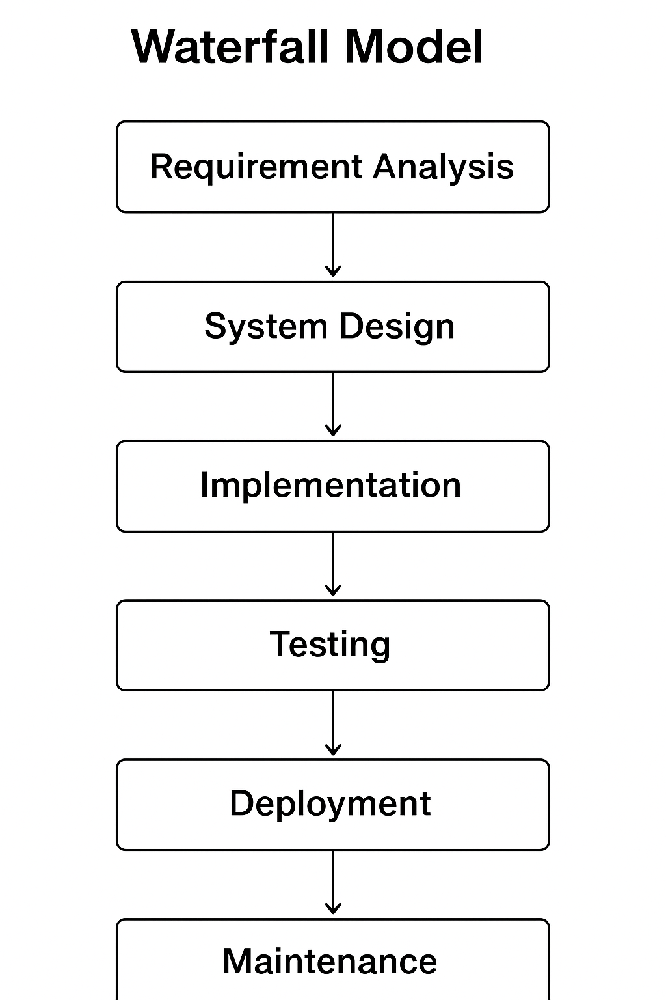 Waterfall Model
Requirement Analysis
System Design
Implementation
Testing
Deployment
Maintenance